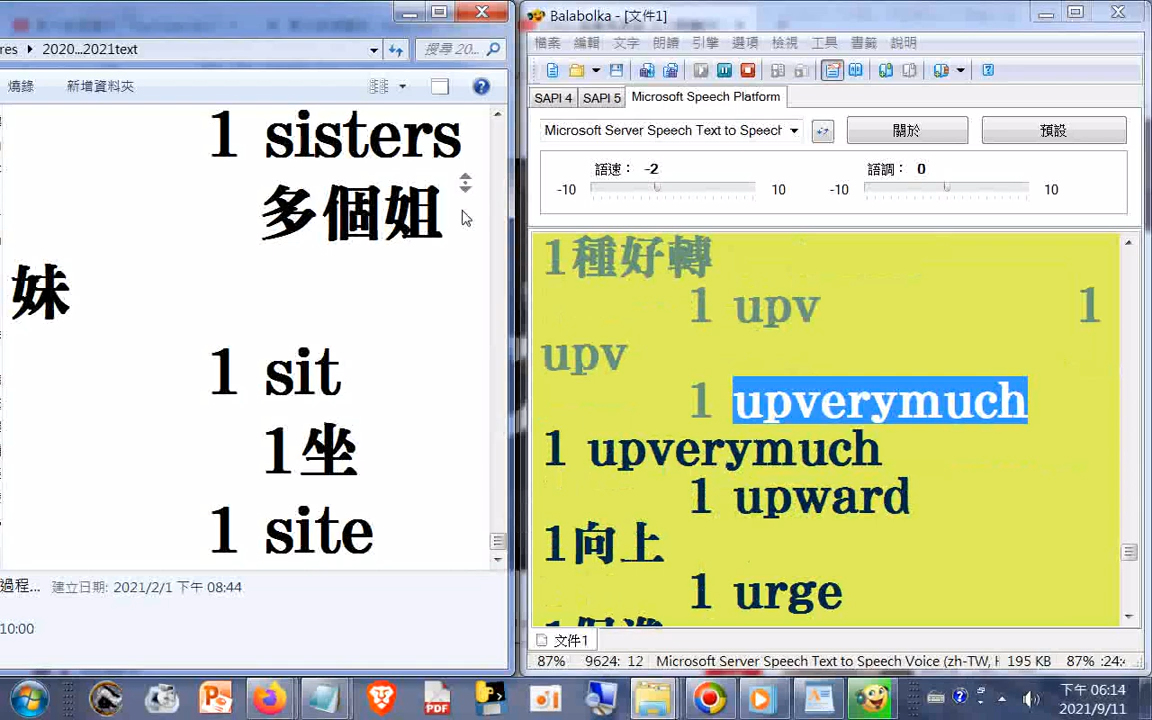 res ▸ 2020...2021text
搜尋 20...
燒錄 新增資料夾
1 sisters
多個姐
妹
1 sit
1坐
1 site
過程... 建立日期: 2021/2/1 下午 08:44
10:00
Balabolka - [文件1]
檔案 編輯 文字 朗讀 引擎 選項 檢視 工具 書籤 說明
SAPI 4 SAPI 5 Microsoft Speech Platform
Microsoft Server Speech Text to Speech 關於 預設
語速： -2 語調： 0
-10 10 -10 10
1種好轉
1 upv 1
upv
1 upverymuch
1 upverymuch
1 upward
1向上
1 urge
文件1
87% 9624: 12 Microsoft Server Speech Text to Speech Voice (zh-TW, 195 KB 87%
PDF
下午 06:14
2021/9/11